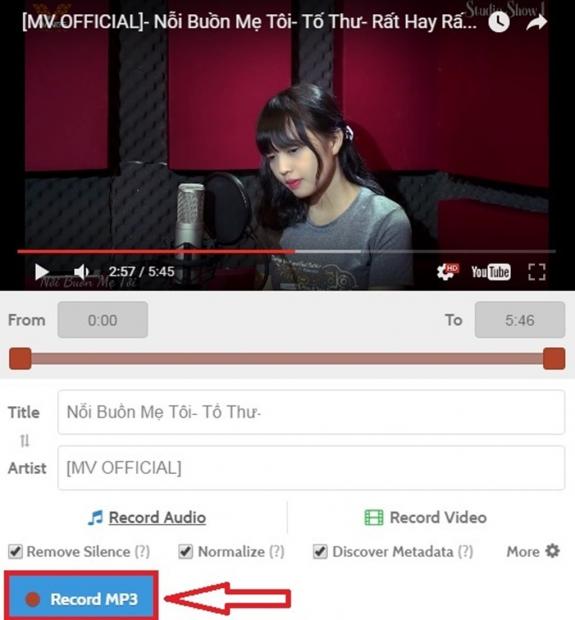 [MV OFFICIAL]- Nỗi Buồn Mẹ Tôi- Tố Thư- Rất Hay Rấ...
Studio Show
Nỗi Buồn Mẹ Tôi
2:57 / 5:45
HD
YouTube
From
0:00
To
5:46
Title
Nỗi Buồn Mẹ Tôi- Tố Thư-
Artist
[MV OFFICIAL]
Record Audio
Record Video
Remove Silence (?)
Normalize (?)
Discover Metadata (?)
More
Record MP3